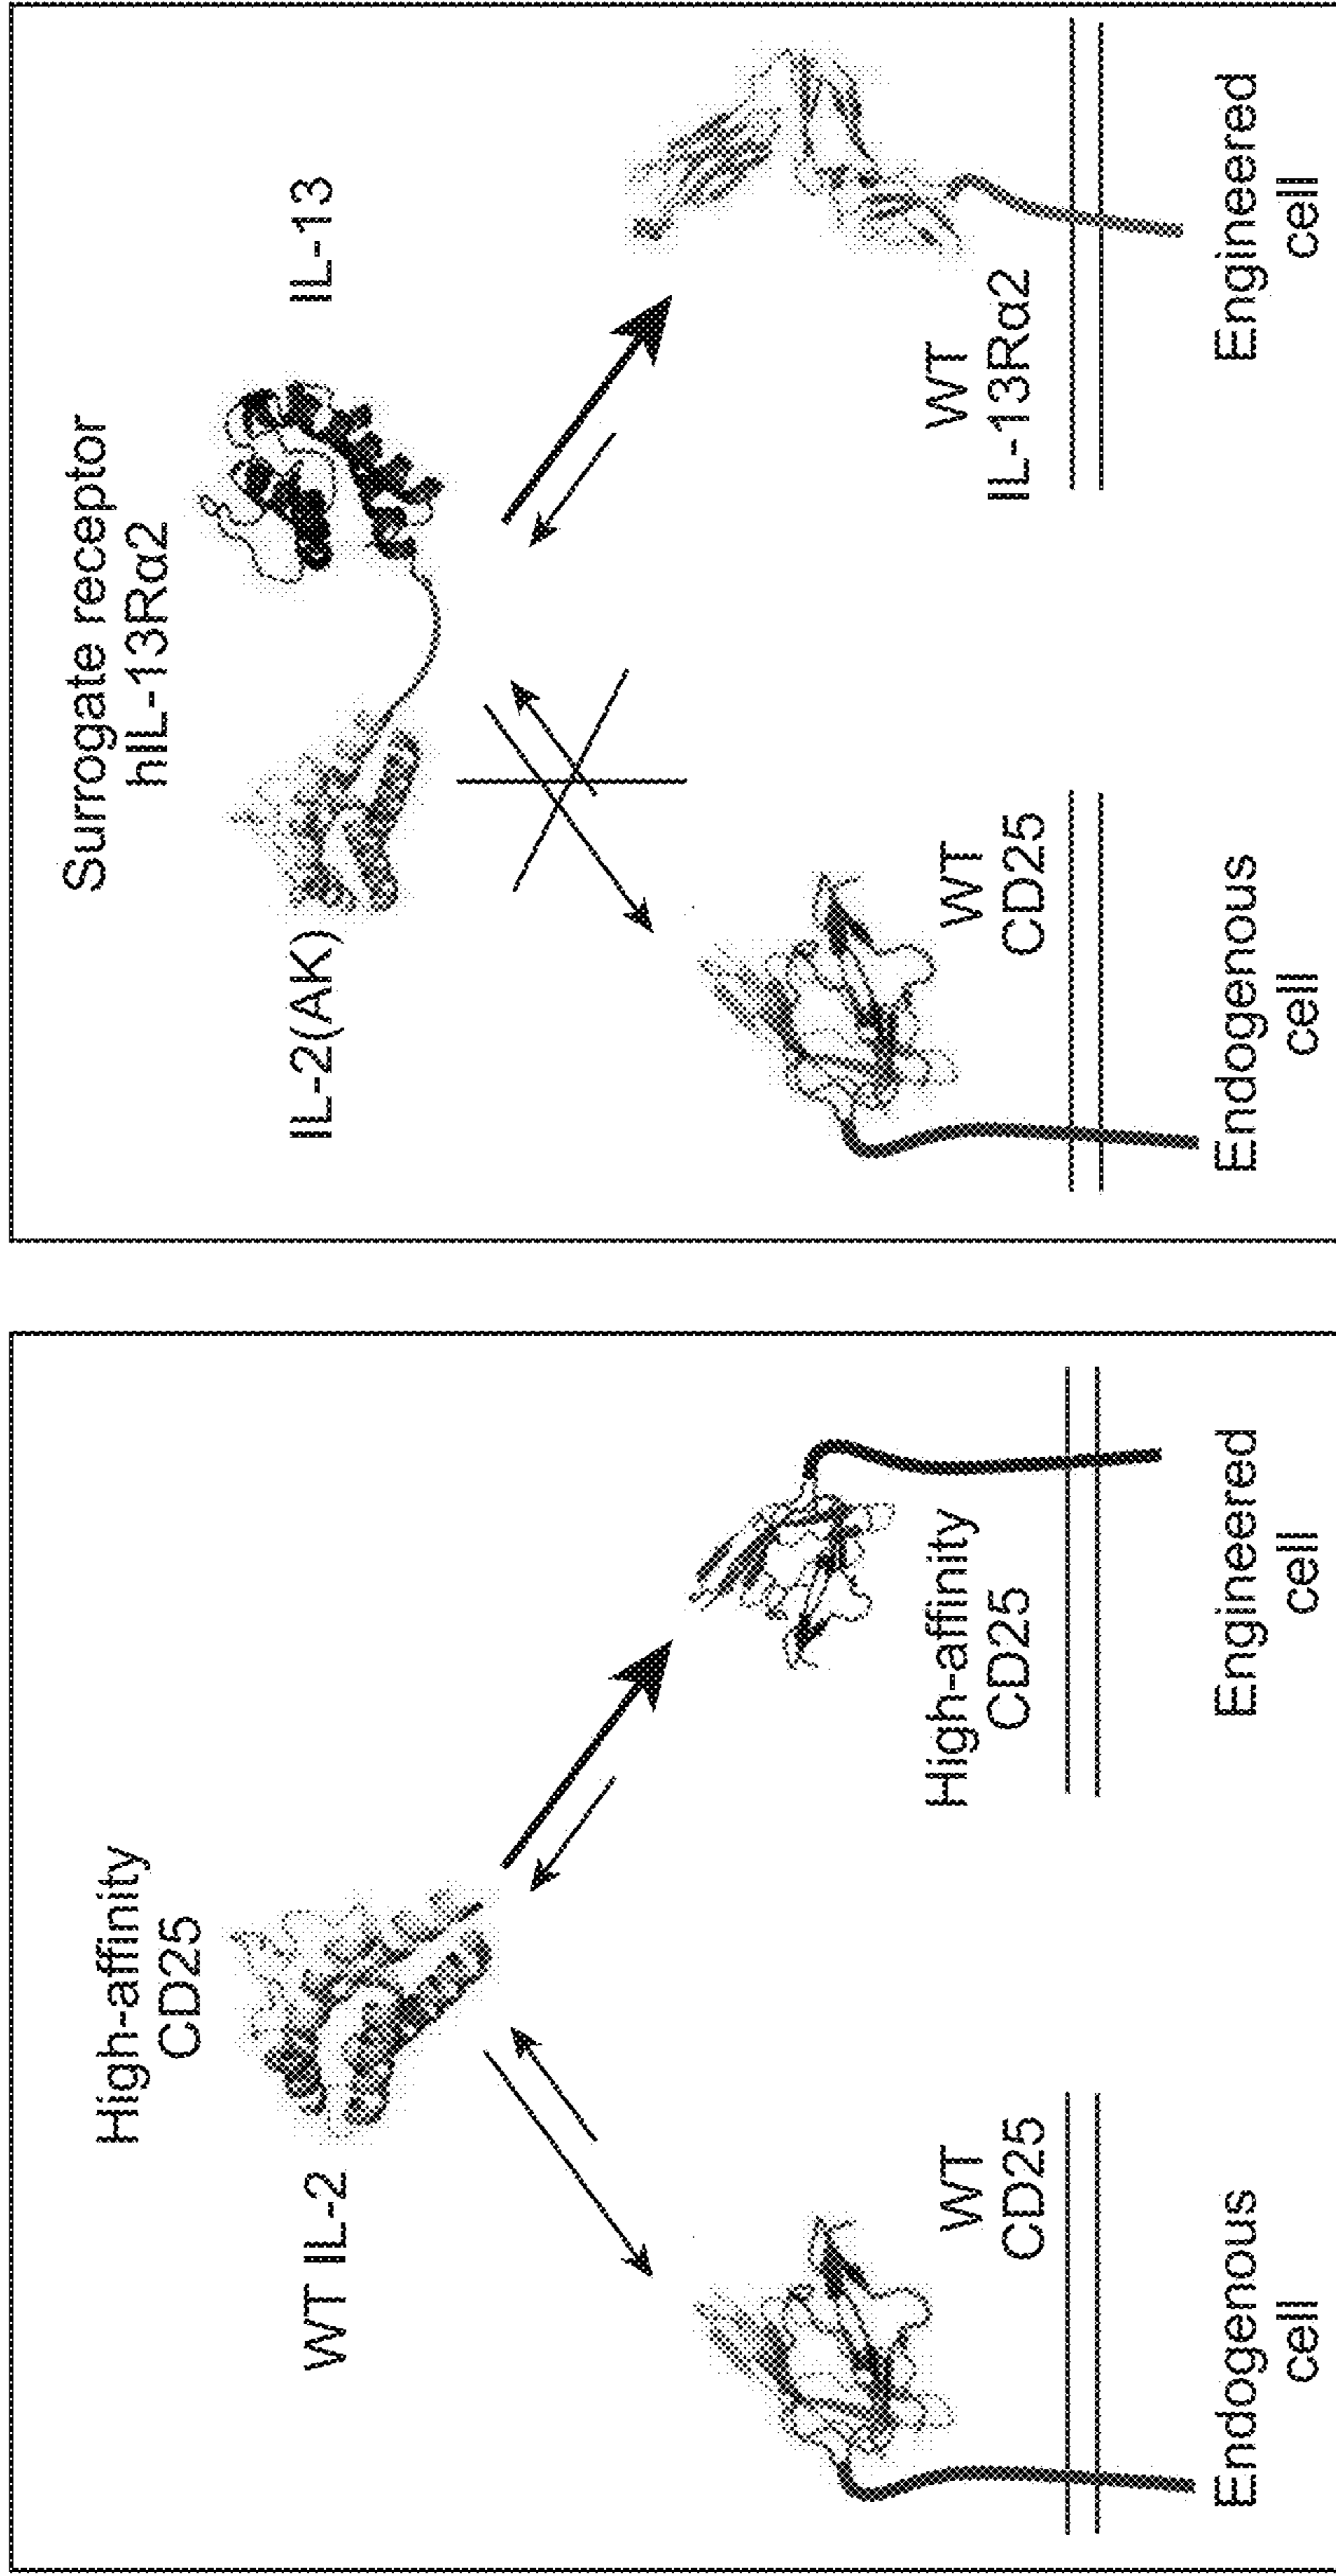 High-affinity
CD25
WT IL-2
WT
CD25
High-affinity
CD25
Endogenous
cell
Engineered
cell
Surrogate receptor
hIL-13Rα2
IL-2(AK)
IL-13
WT
CD25
WT
IL-13Rα2
Endogenous
cell
Engineered
cell